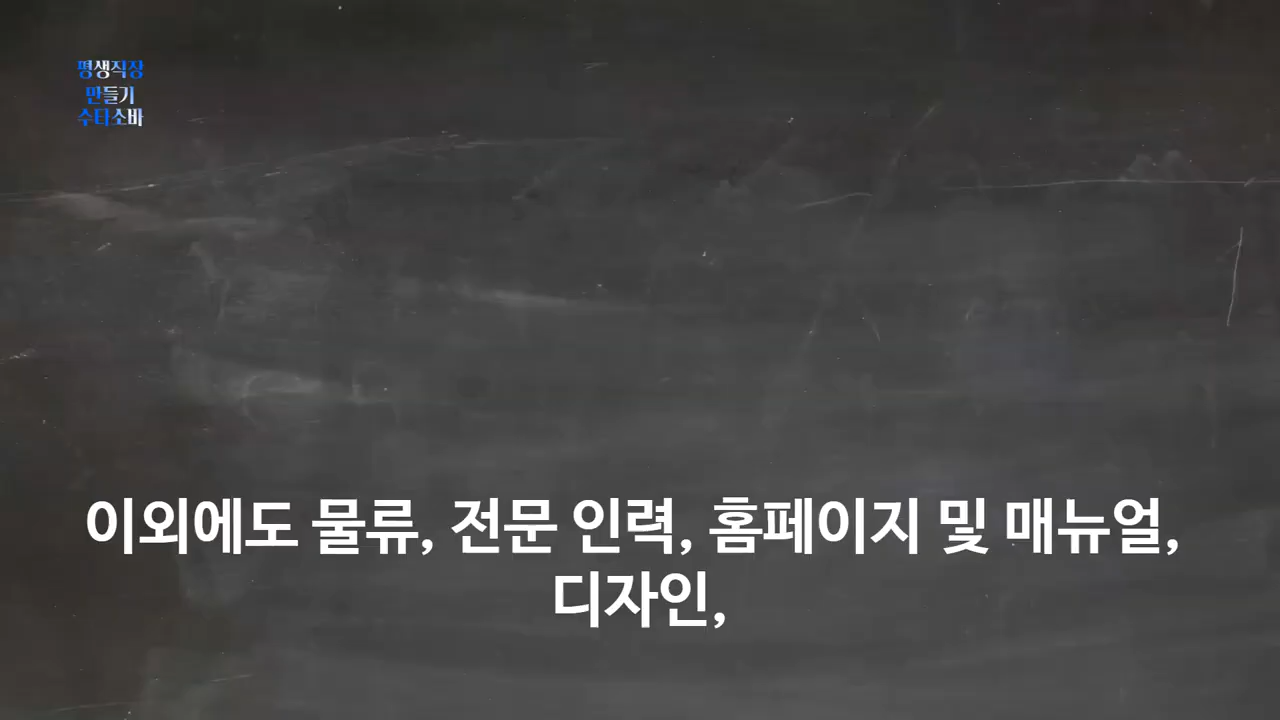 평생직장
만들기
수타소바
이외에도 물류, 전문 인력, 홈페이지 및 매뉴얼,
디자인,